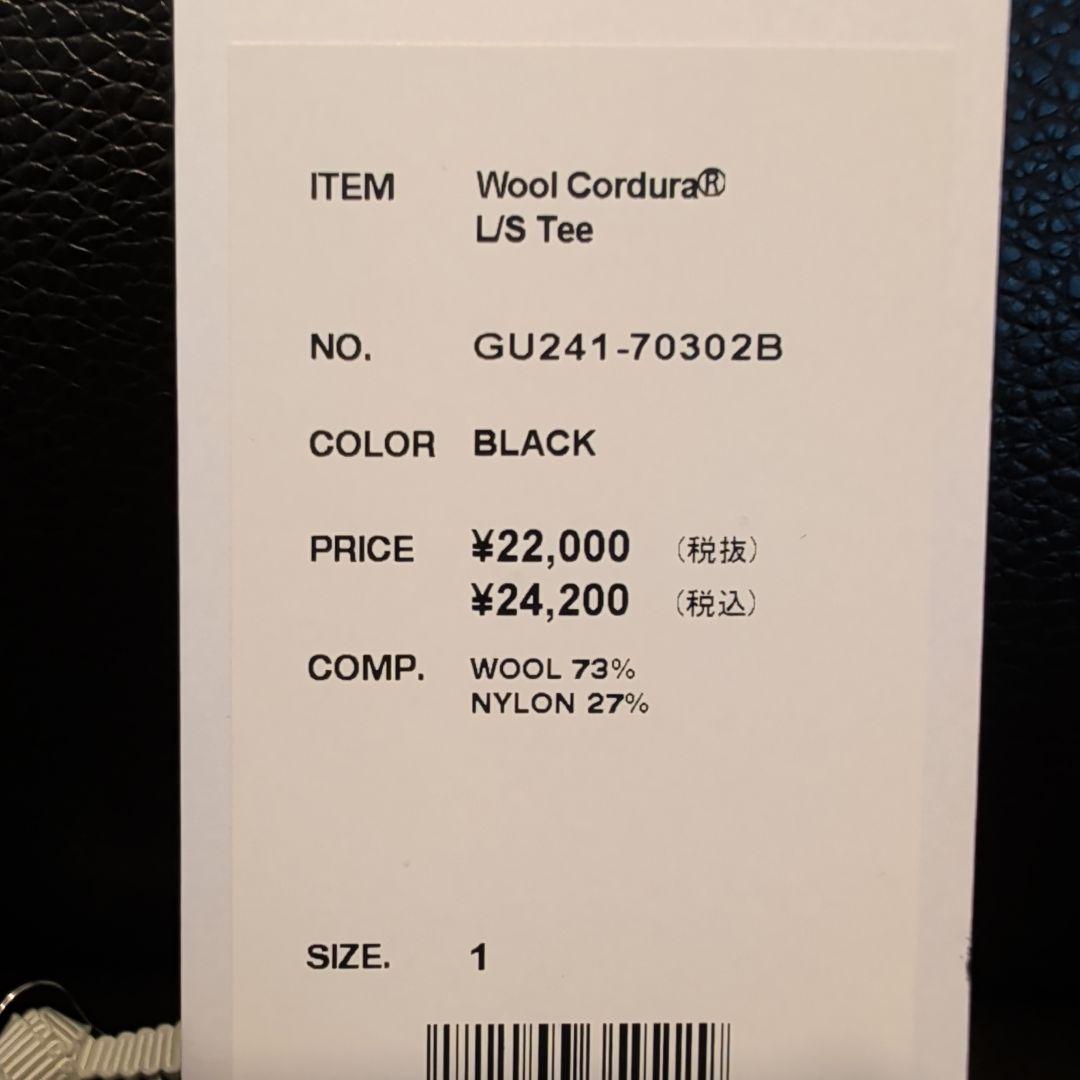 ITEM Wool Cordura®
L/S Tee
NO. GU241-70302B
COLOR BLACK
PRICE ¥22,000 (税抜)
¥24,200 (税込)
COMP. WOOL 73%
NYLON 27%
SIZE. 1